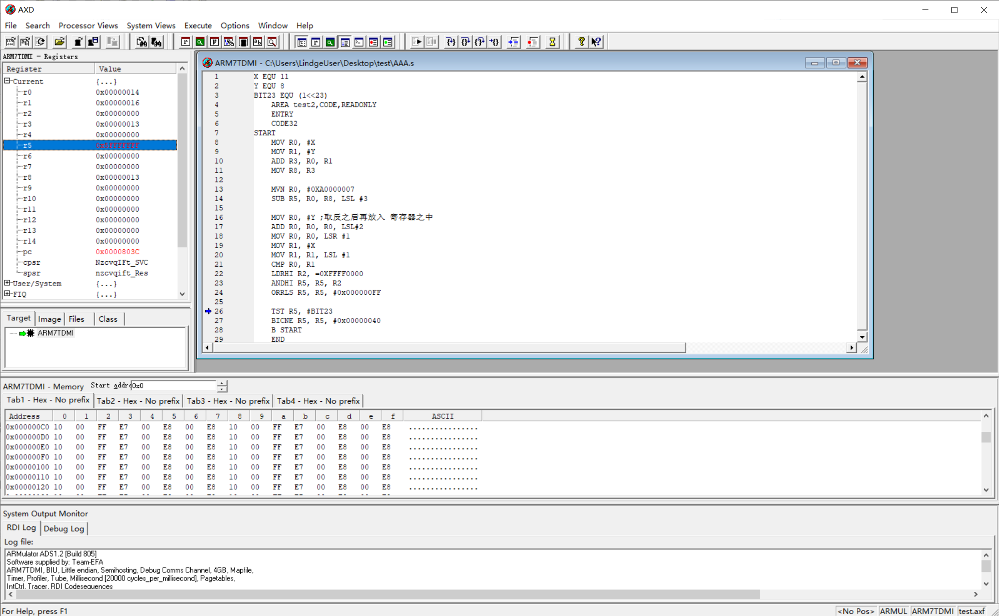 AXD
File Search Processor Views System Views Execute Options Window Help
ARM7TDMI - Registers
Register Value
Current {...}
r0 0x00000014
r1 0x00000016
r2 0x00000000
r3 0x00000013
r4 0x00000000
r5 0x5FFFFFFF
r6 0x00000000
r7 0x00000000
r8 0x00000013
r9 0x00000000
r10 0x00000000
r11 0x00000000
r12 0x00000000
r13 0x00000000
r14 0x00000000
pc 0x0000803C
cpsr NzcvqIFt_SVC
spsr nzcvqift_Res
User/System {...}
FIQ {...}
Target Image Files Class
ARM7TDMI
ARM7TDMI - C:\Users\LindgeUser\Desktop\test\AAA.s
1 X EQU 11
2 Y EQU 8
3 BIT23 EQU (1<<23)
4 AREA test2,CODE,READONLY
5 ENTRY
6 CODE32
7 START
8 MOV R0, #X
9 MOV R1, #Y
10 ADD R3, R0, R1
11 MOV R8, R3
12
13 MVN R0, #0XA0000007
14 SUB R5, R0, R8, LSL #3
15
16 MOV R0, #Y ;取反之后再放入 寄存器之中
17 ADD R0, R0, R0, LSL#2
18 MOV R0, R0, LSR #1
19 MOV R1, #X
20 MOV R1, R1, LSL #1
21 CMP R0, R1
22 LDRHI R2, =0XFFFF0000
23 ANDHI R5, R5, R2
24 ORRLS R5, R5, #0x000000FF
25
26 TST R5, #BIT23
27 BICNE R5, R5, #0x00000040
28 B START
29 END
ARM7TDMI - Memory Start addre 0x0
Tab1 - Hex - No prefix Tab2 - Hex - No prefix Tab3 - Hex - No prefix Tab4 - Hex - No prefix
Address 0 1 2 3 4 5 6 7 8 9 a b c d e f ASCII
0x000000C0 10 00 FF E7 00 E8 00 E8 10 00 FF E7 00 E8 00 E8 ................
0x000000D0 10 00 FF E7 00 E8 00 E8 10 00 FF E7 00 E8 00 E8 ................
0x000000E0 10 00 FF E7 00 E8 00 E8 10 00 FF E7 00 E8 00 E8 ................
0x000000F0 10 00 FF E7 00 E8 00 E8 10 00 FF E7 00 E8 00 E8 ................
0x00000100 10 00 FF E7 00 E8 00 E8 10 00 FF E7 00 E8 00 E8 ................
0x00000110 10 00 FF E7 00 E8 00 E8 10 00 FF E7 00 E8 00 E8 ................
0x00000120 10 00 FF E7 00 E8 00 E8 10 00 FF E7 00 E8 00 E8 ................
System Output Monitor
RDI Log Debug Log
Log file:
ARMulator ADS1.2 [Build 805]
Software supplied by: Team-EFA
ARM7TDMI, BIU, Little endian, Semihosting, Debug Comms Channel, 4GB, Mapfile,
Timer, Profiler, Tube, Millisecond [20000 cycles_per_millisecond], Pagetables,
IntCtrl, Tracer, RDI Codesequences
For Help, press F1 <No Pos> ARMUL ARM7TDMI test.axf